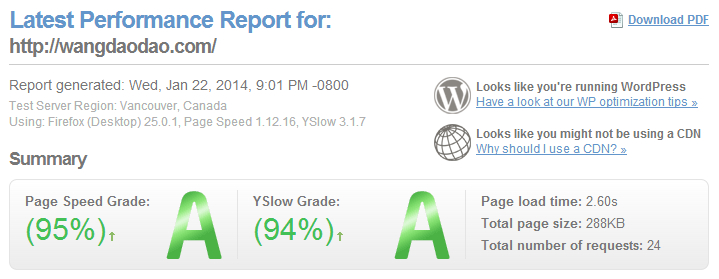 Latest Performance Report for:
Download PDF
http://wangdaodao.com/
Report generated: Wed, Jan 22, 2014, 9:01 PM -0800
Test Server Region: Vancouver, Canada
Using: Firefox (Desktop) 25.0.1, Page Speed 1.12.16, YSlow 3.1.7
Looks like you're running WordPress
Have a look at our WP optimization tips »
Looks like you might not be using a CDN
Why should I use a CDN? »
Summary
Page Speed Grade:
(95%)↑ A
YSlow Grade:
(94%)↑ A
Page load time: 2.60s
Total page size: 288KB
Total number of requests: 24